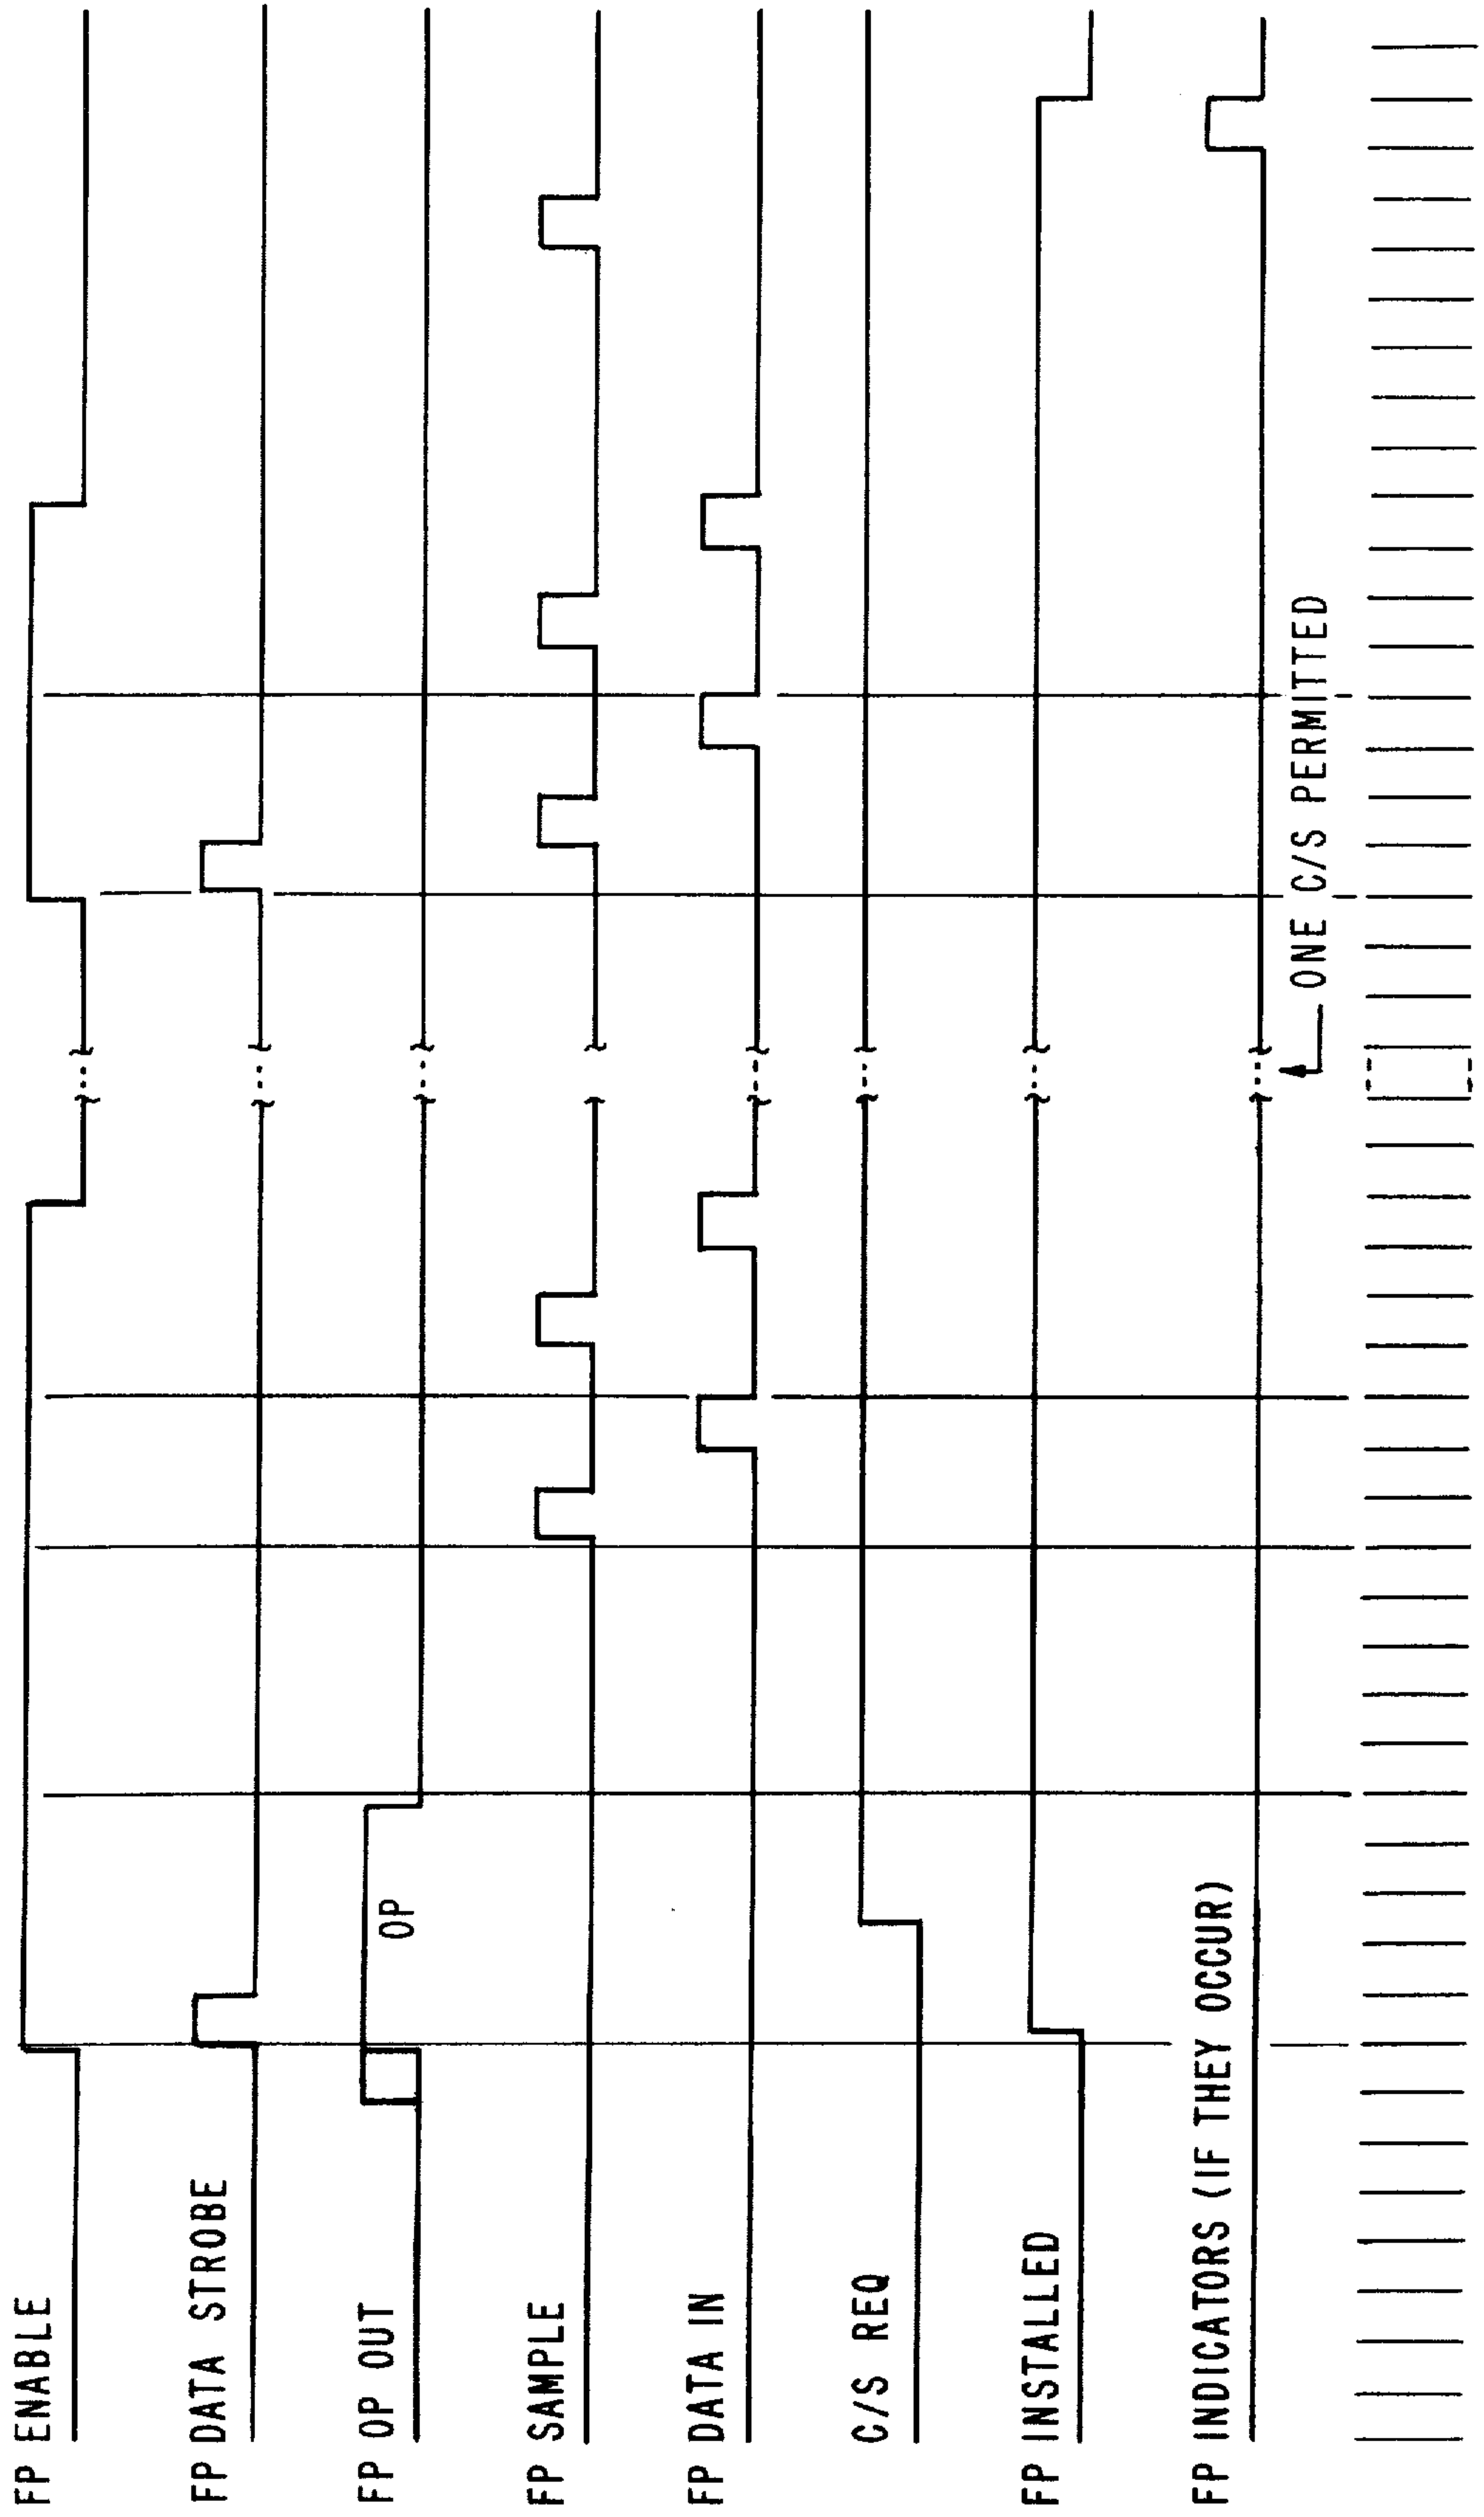 FP ENABLE
FP DATA STROBE
FP OP OUT
OP
FP SAMPLE
FP DATA IN
C/S REQ
FP INSTALLED
FP INDICATORS (IF THEY OCCUR)
ONE C/S PERMITTED